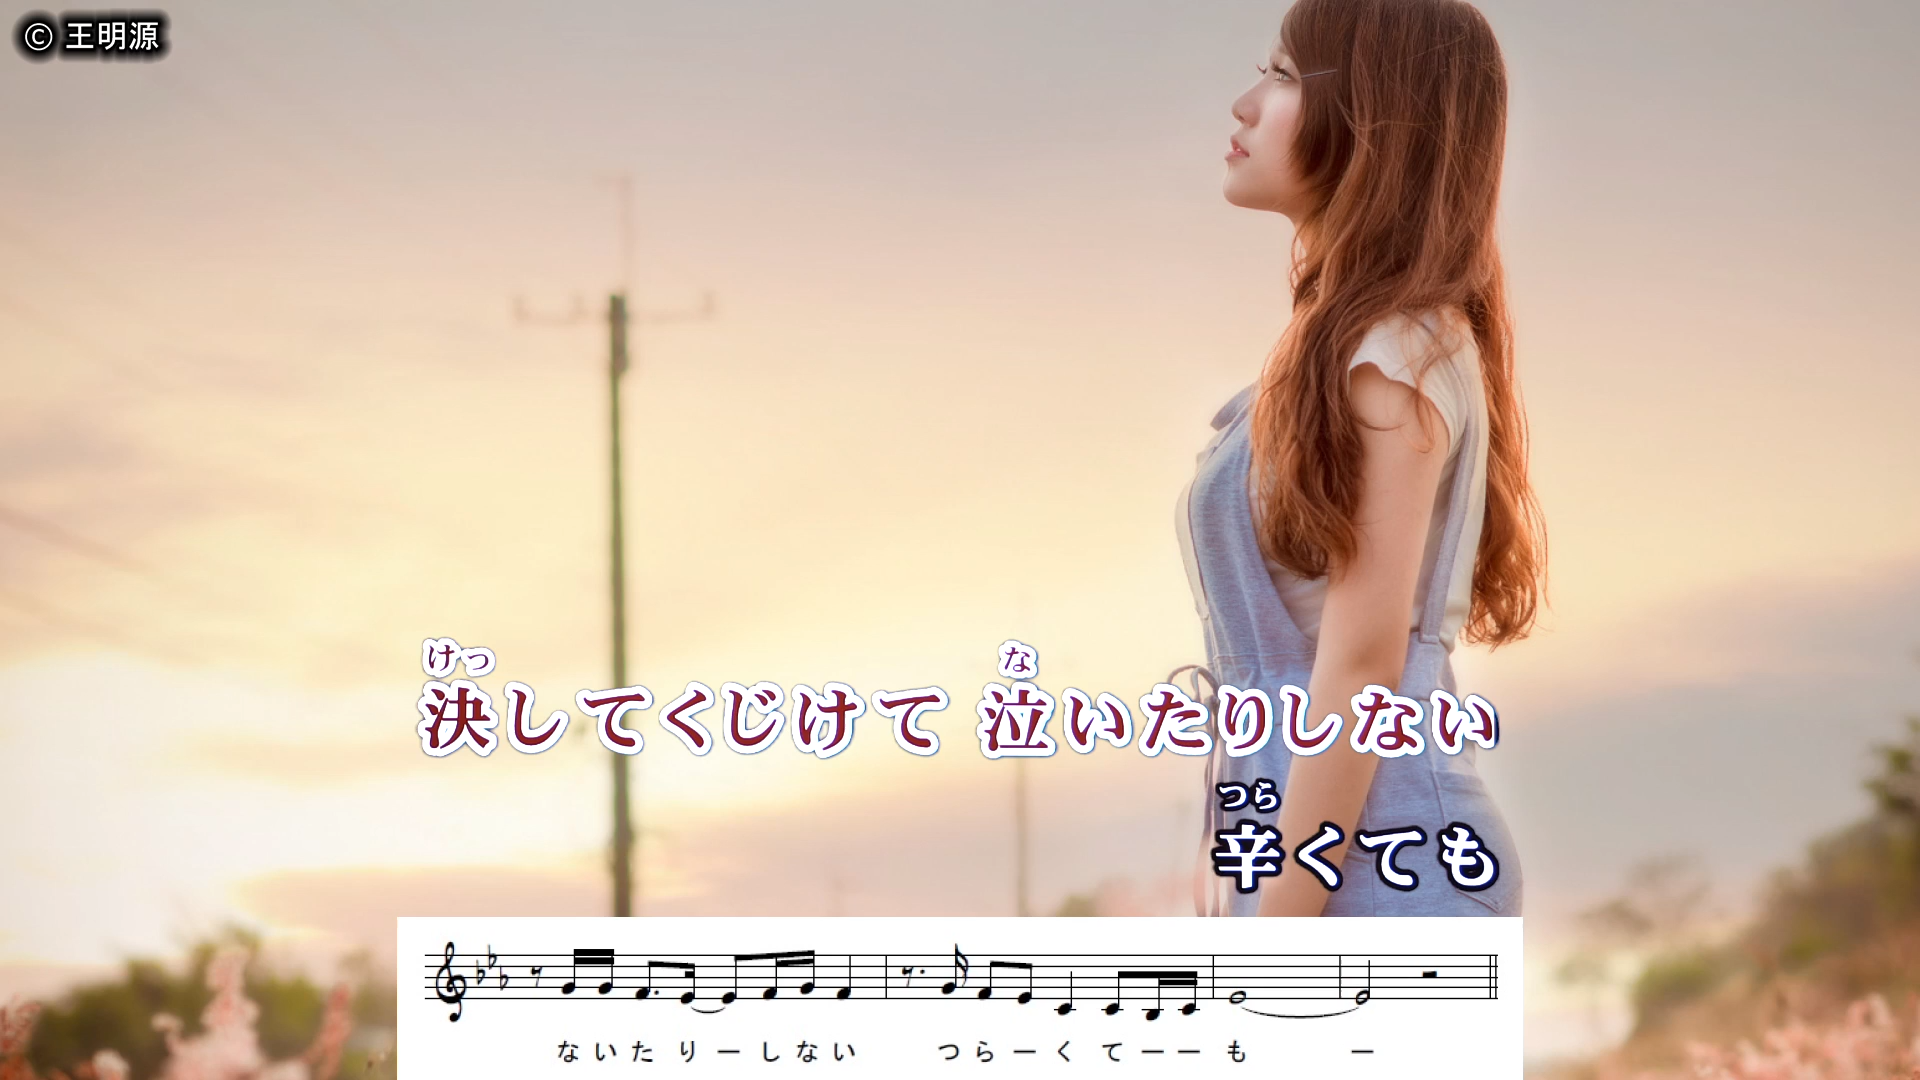 © 王明源
けっ な
決してくじけて 泣いたりしない
つら
辛くても
ないたりーしない つらーくてーーも ー